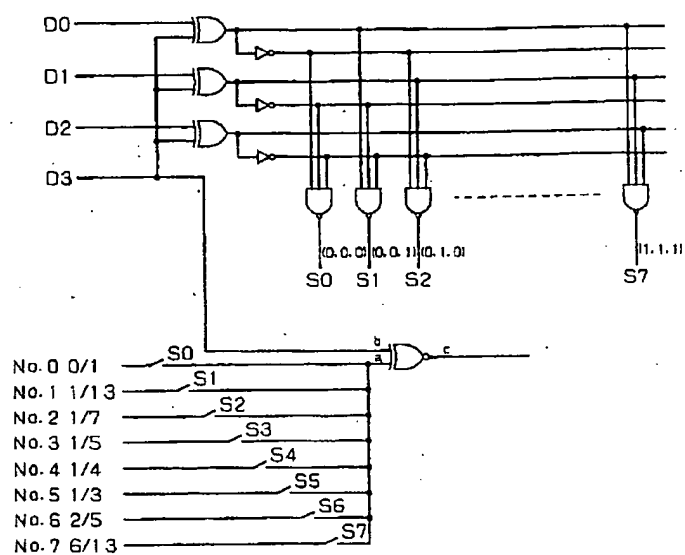 D0
D1
D2
D3
(0.0.0) (0.0.1) (0.1.0) (1.1.1)
S0 S1 S2 S7
b
a c
No.0 0/1 S0
No.1 1/13 S1
No.2 1/7 S2
No.3 1/5 S3
No.4 1/4 S4
No.5 1/3 S5
No.6 2/5 S6
No.7 6/13 S7